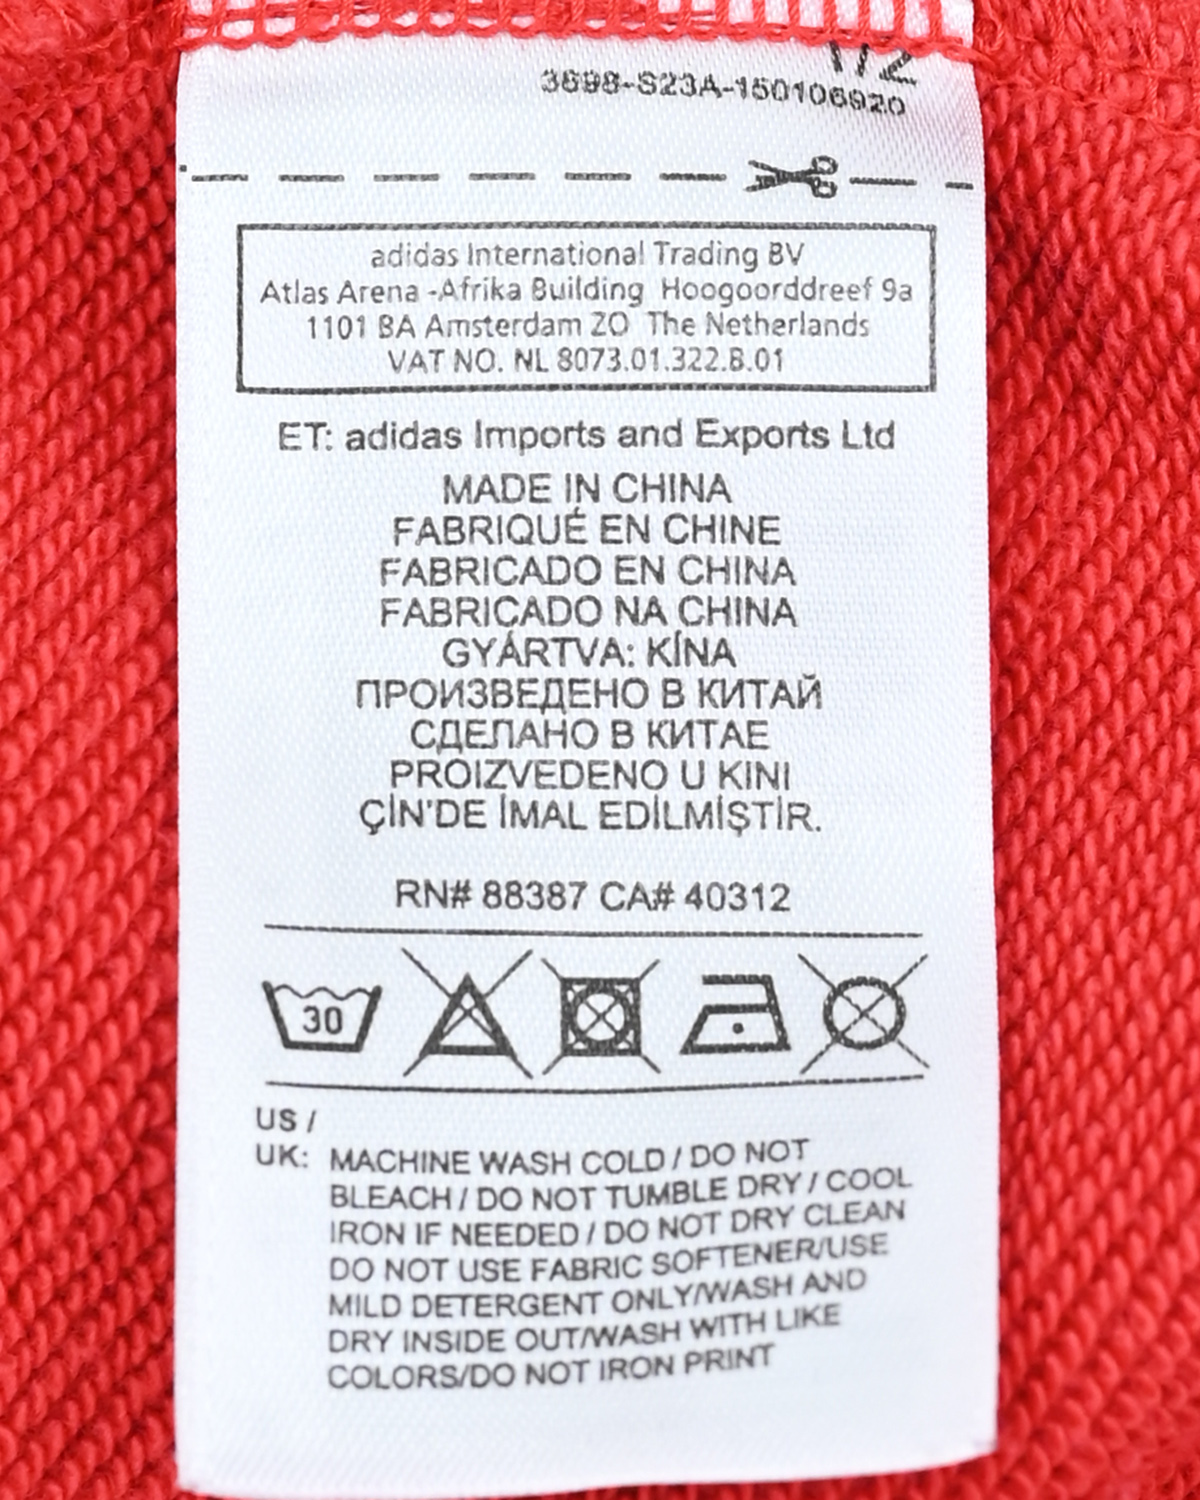 1/2
3698-S23A-150106920
adidas International Trading BV
Atlas Arena -Afrika Building Hoogoorddreef 9a
1101 BA Amsterdam ZO The Netherlands
VAT NO. NL 8073.01.322.B.01
ET: adidas Imports and Exports Ltd
MADE IN CHINA
FABRIQUÉ EN CHINE
FABRICADO EN CHINA
FABRICADO NA CHINA
GYÁRTVA: KÍNA
ПРОИЗВЕДЕНО В КИТАЙ
СДЕЛАНО В КИТАЕ
PROIZVEDENO U KINI
ÇİN'DE İMAL EDİLMİŞTİR.
RN# 88387 CA# 40312
30
US /
UK: MACHINE WASH COLD / DO NOT
BLEACH / DO NOT TUMBLE DRY / COOL
IRON IF NEEDED / DO NOT DRY CLEAN
DO NOT USE FABRIC SOFTENER/USE
MILD DETERGENT ONLY/WASH AND
DRY INSIDE OUT/WASH WITH LIKE
COLORS/DO NOT IRON PRINT